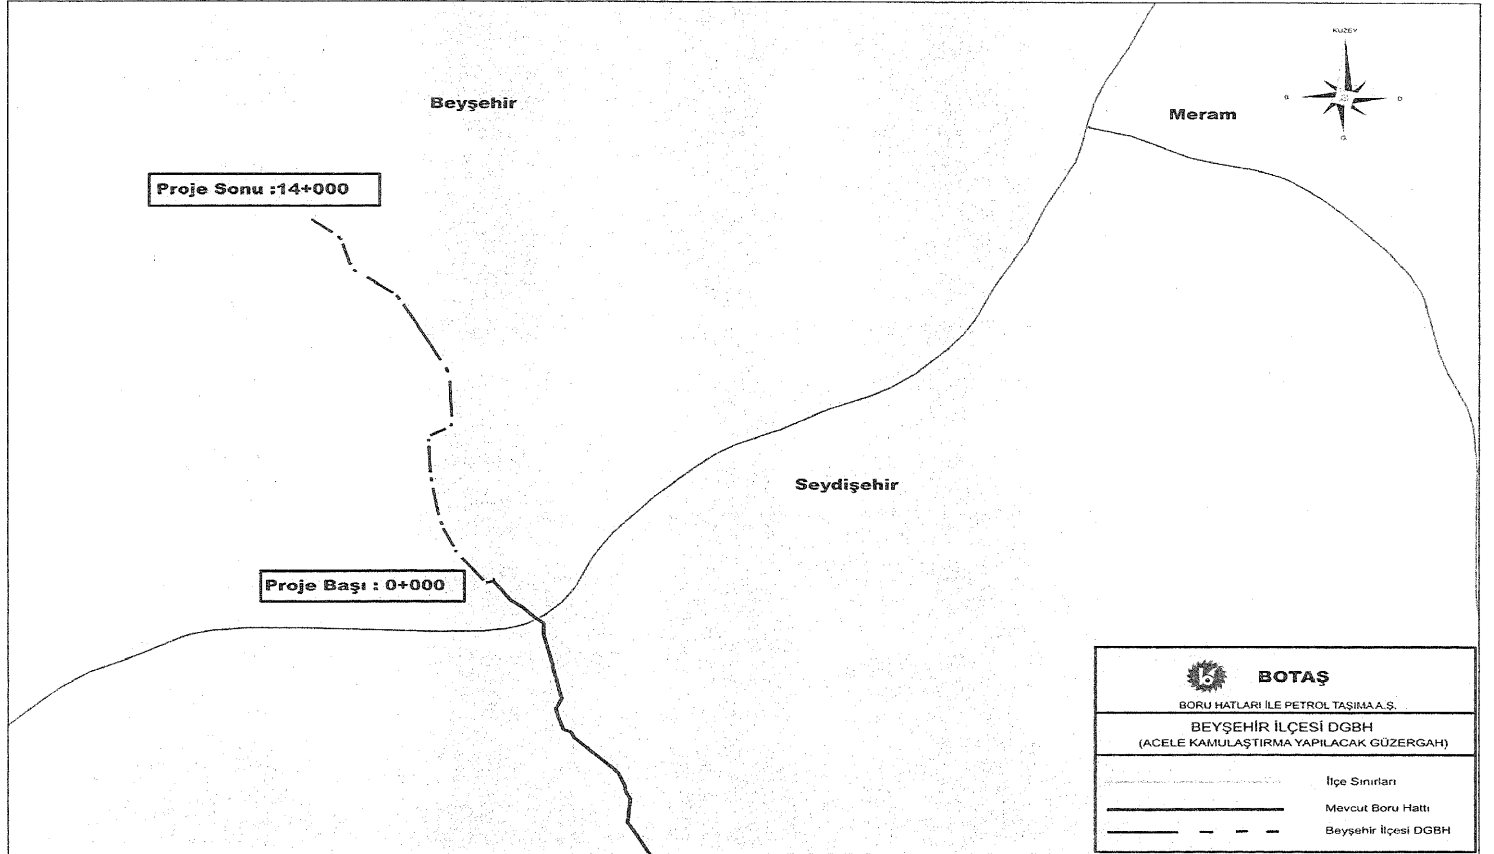 KUZEY
Beyşehir
Meram
G
D
G
Proje Sonu :14+000
Seydişehir
Proje Başı : 0+000
BOTAŞ
BORU HATLARI İLE PETROL TAŞIMA A.Ş.
BEYŞEHİR İLÇESİ DGBH
(ACELE KAMULAŞTIRMA YAPILACAK GÜZERGAH)
İlçe Sınırları
Mevcut Boru Hattı
Beyşehir İlçesi DGBH